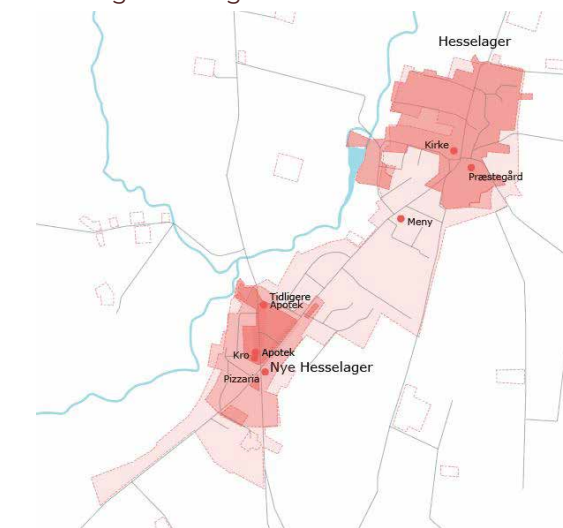 Hesselager
Kirke
Præstegård
Meny
Tidligere
Apotek
Kro
Apotek
Nye Hesselager
Pizzaria